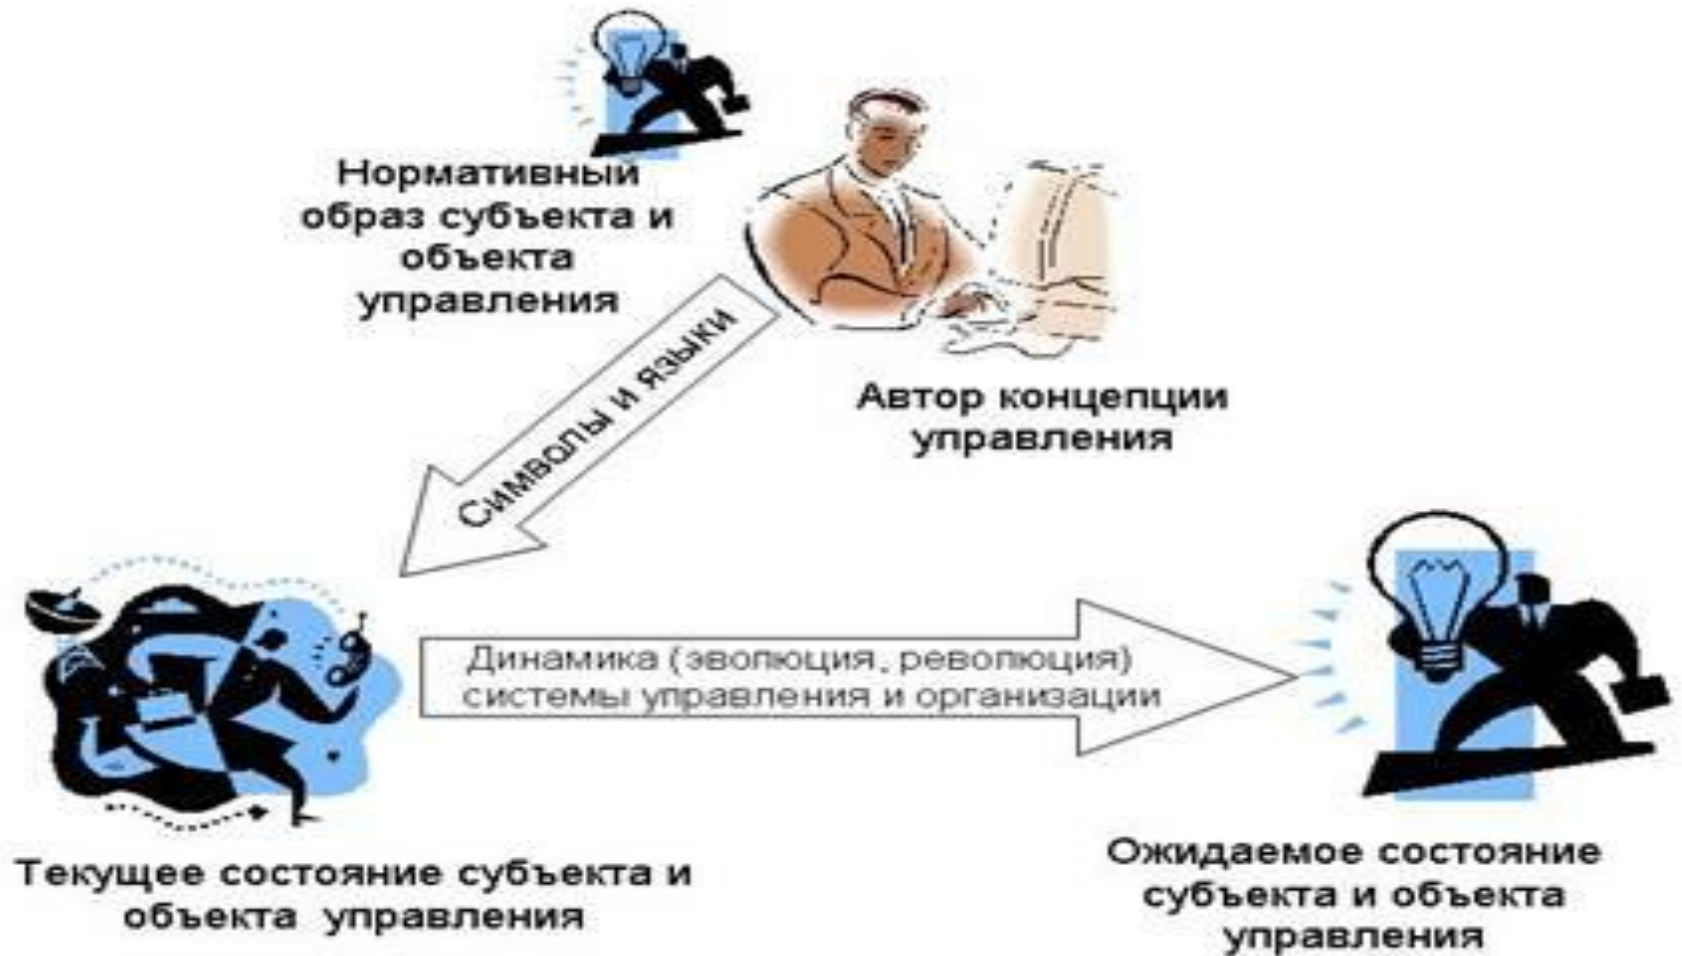 Нормативный
образ субъекта и
объекта
управления
Автор концепции
управления
Символы и языки
Динамика (эволюция, революция)
системы управления и организации
Текущее состояние субъекта и
объекта управления
Ожидаемое состояние
субъекта и объекта
управления